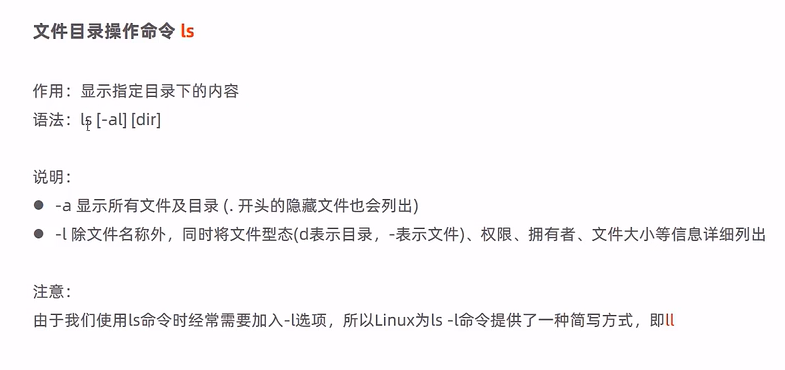 文件目录操作命令 ls
作用：显示指定目录下的内容
语法：ls [-al] [dir]
说明：
● -a 显示所有文件及目录 (. 开头的隐藏文件也会列出)
● -l 除文件名称外，同时将文件型态(d表示目录，-表示文件)、权限、拥有者、文件大小等信息详细列出
注意：
由于我们使用ls命令时经常需要加入-l选项，所以Linux为ls -l命令提供了一种简写方式，即ll